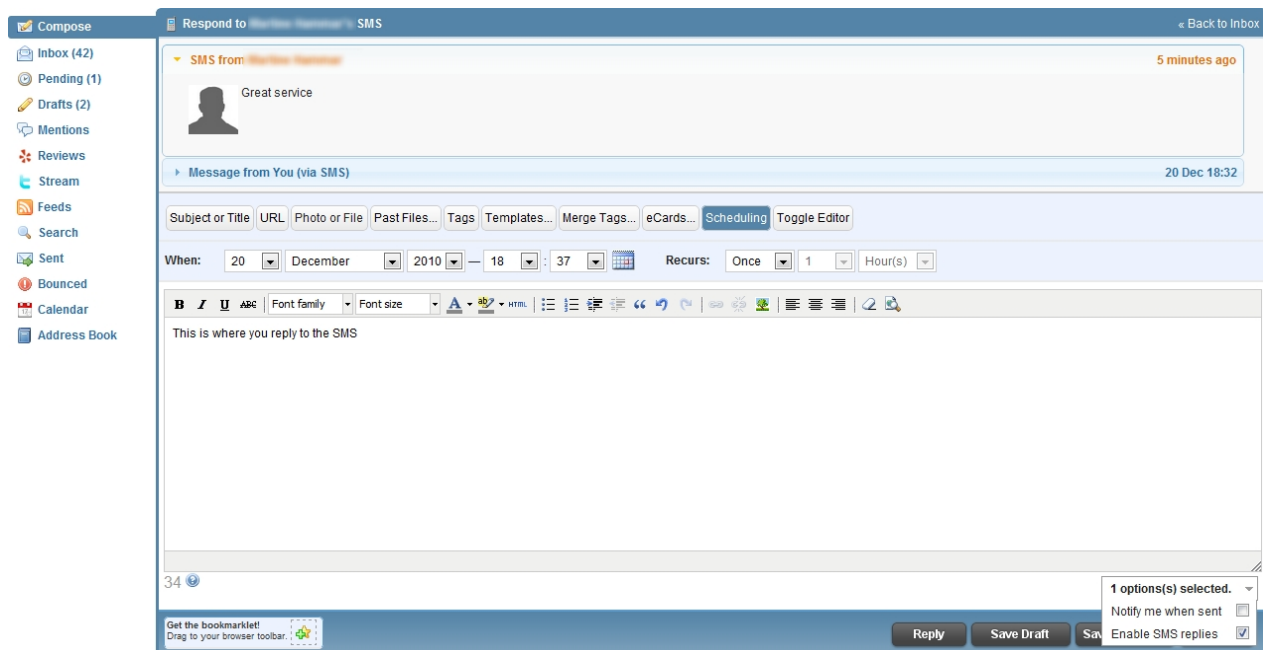 Compose
Inbox (42)
Pending (1)
Drafts (2)
Mentions
Reviews
Stream
Feeds
Search
Sent
Bounced
Calendar
Address Book
Respond to SMS
« Back to Inbox
SMS from
5 minutes ago
Great service
Message from You (via SMS)
20 Dec 18:32
Subject or Title URL Photo or File Past Files... Tags Templates... Merge Tags... eCards... Scheduling Toggle Editor
When: 20 December 2010 — 18 : 37 Recurs: Once 1 Hour(s)
B I U ABC Font family Font size A ab HTML
This is where you reply to the SMS
34
1 options(s) selected.
Notify me when sent
Enable SMS replies
Get the bookmarklet!
Drag to your browser toolbar.
Reply Save Draft